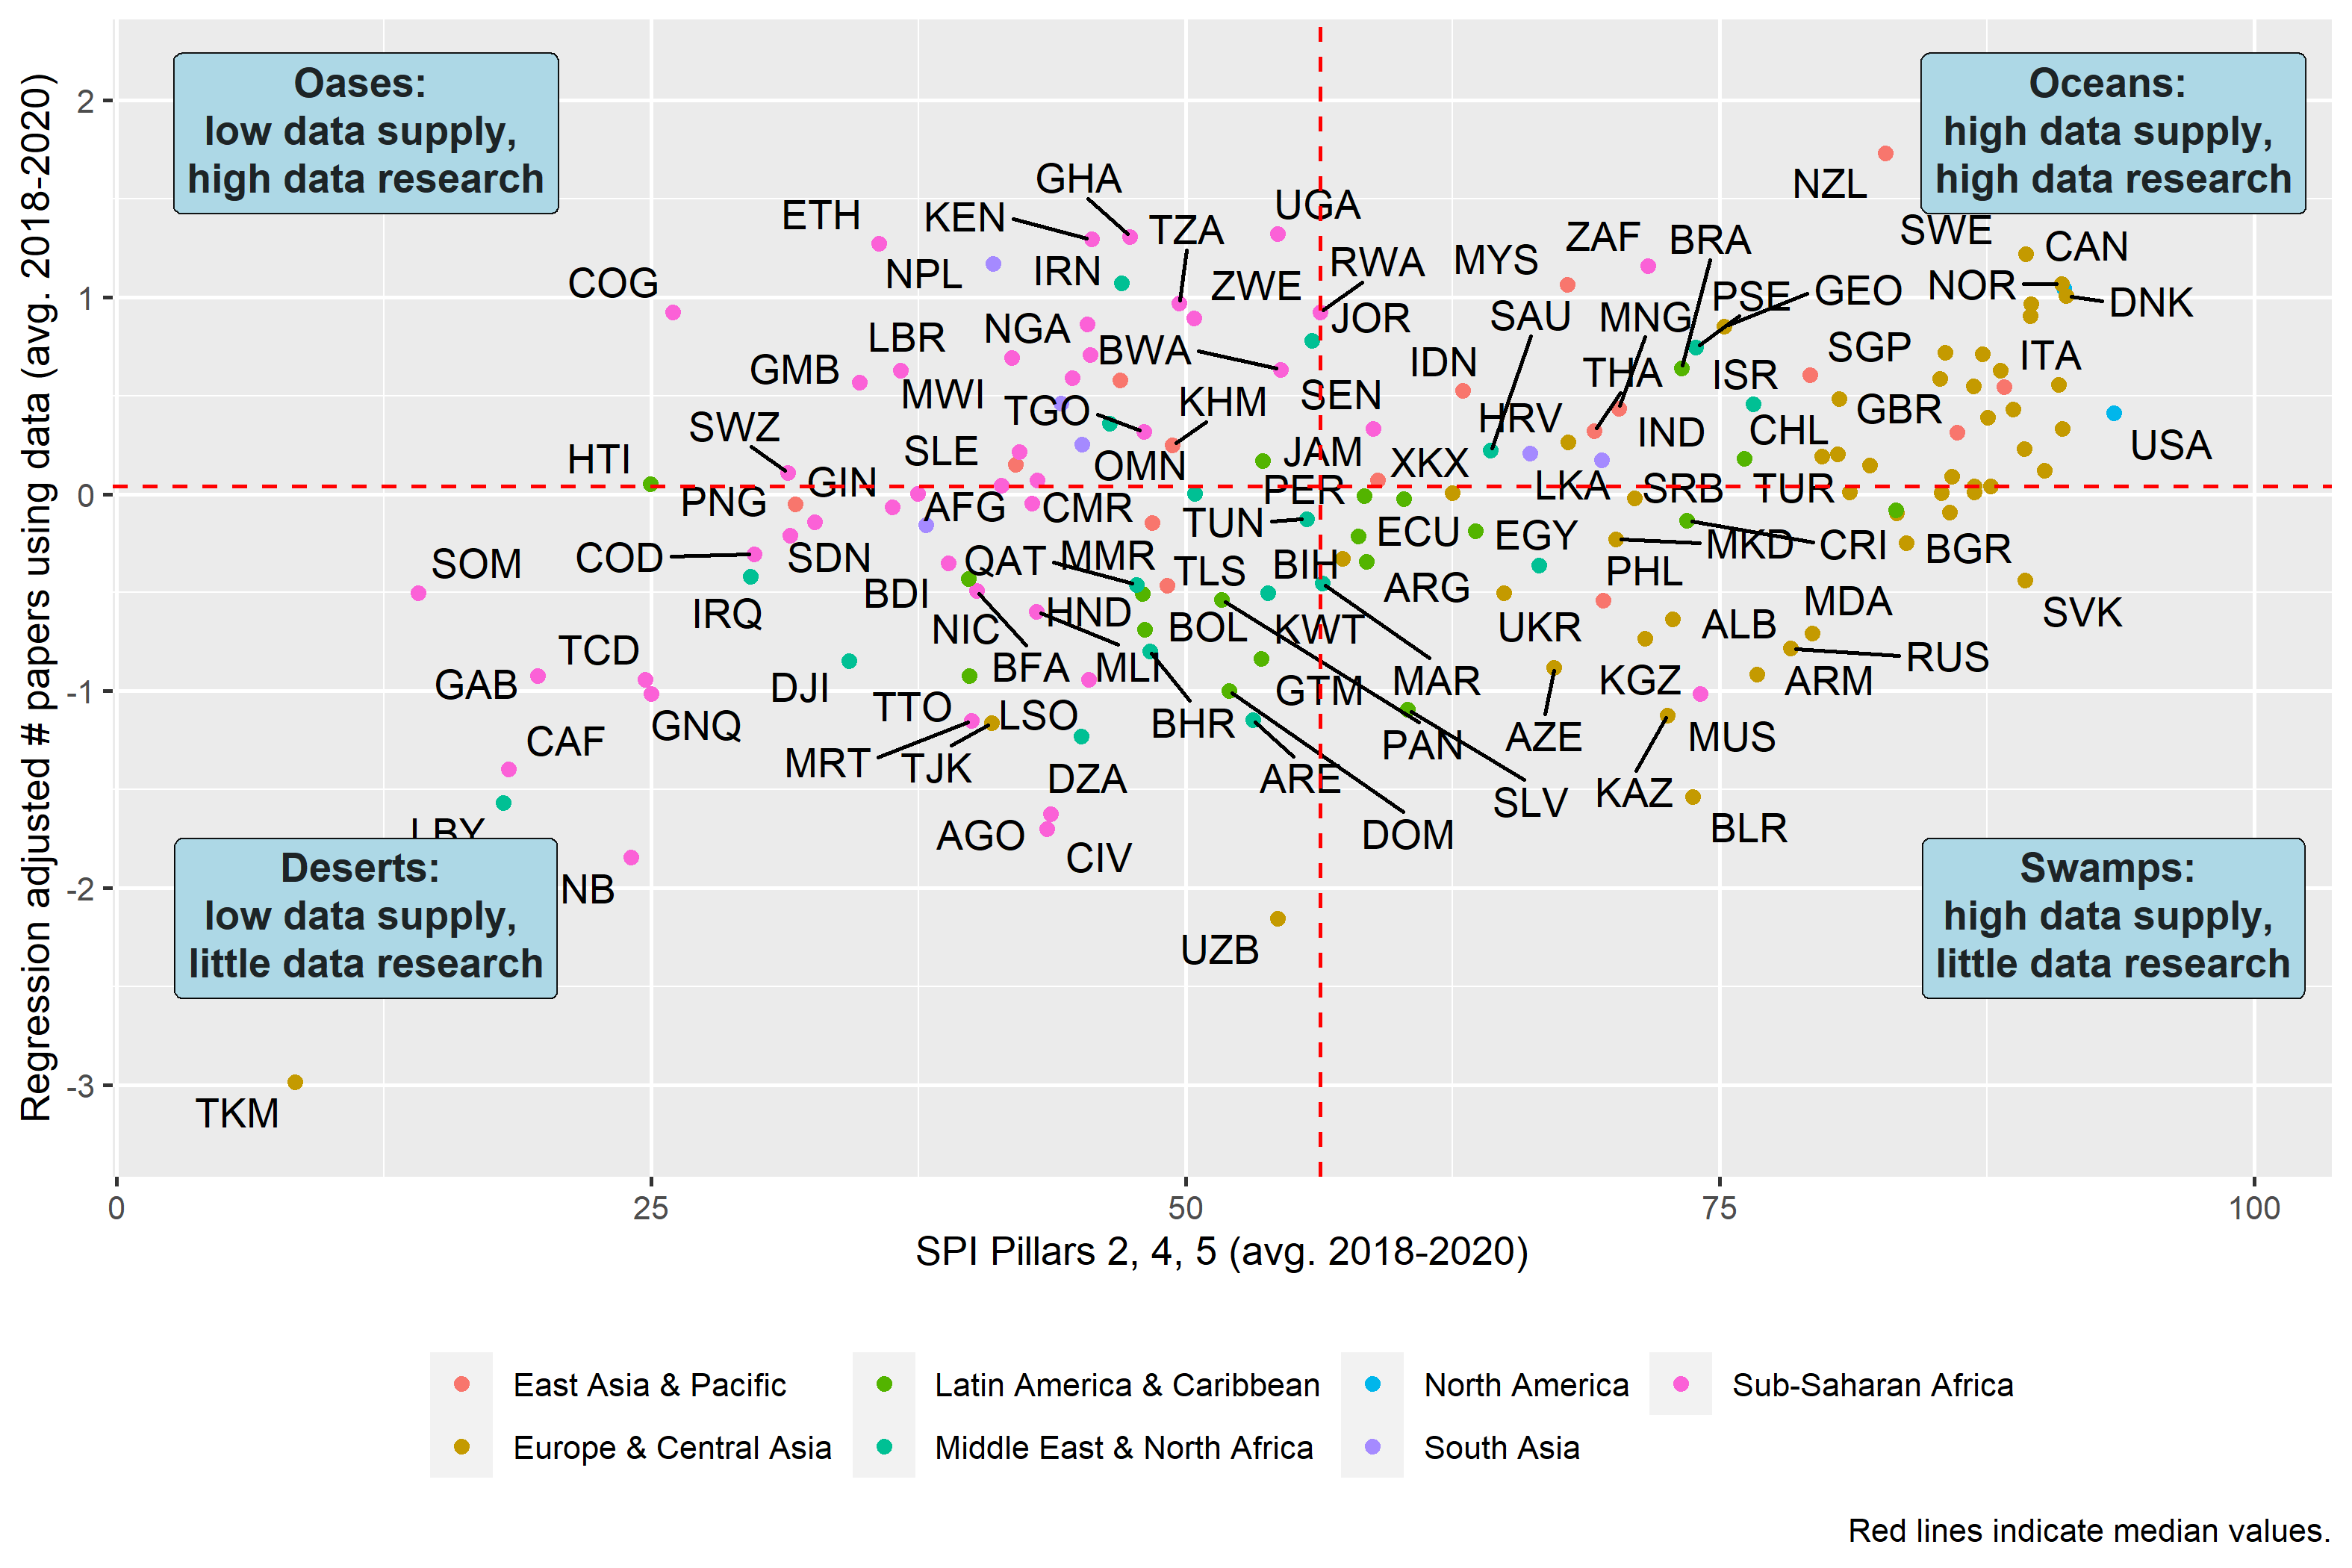 Oases:
low data supply,
high data research
Oceans:
high data supply,
high data research
Regression adjusted # papers using data (avg. 2018-2020)
2
1
0
-1
-2
-3
GHA
UGA
NZL
ETH
KEN
TZA
SWE
ZAF
BRA
CAN
NPL
IRN
ZWE
RWA
MYS
COG
PSE
GEO
NOR
DNK
SAU
MNG
JOR
NGA
LBR
BWA
IDN
SGP
ITA
GMB
THA
ISR
MWI
TGO
KHM
SEN
GBR
HRV
SWZ
IND
CHL
USA
HTI
SLE
OMN
JAM
XKX
GIN
PNG
AFG
CMR
PER
LKA
SRB
TUR
TUN
ECU
EGY
MKD
CRI
BGR
SOM
COD
SDN
QAT
MMR
TLS
BIH
PHL
ARG
IRQ
BDI
HND
MDA
SVK
NIC
BOL
KWT
UKR
ALB
TCD
BFA
MLI
RUS
GAB
DJI
GTM
MAR
KGZ
ARM
TTO
LSO
GNQ
BHR
CAF
PAN
AZE
MUS
MRT
TJK
DZA
ARE
KAZ
SLV
LBY
AGO
CIV
DOM
BLR
NB
UZB
TKM
Deserts:
low data supply,
little data research
Swamps:
high data supply,
little data research
0
25
50
75
100
SPI Pillars 2, 4, 5 (avg. 2018-2020)
East Asia & Pacific
Latin America & Caribbean
North America
Sub-Saharan Africa
Europe & Central Asia
Middle East & North Africa
South Asia
Red lines indicate median values.